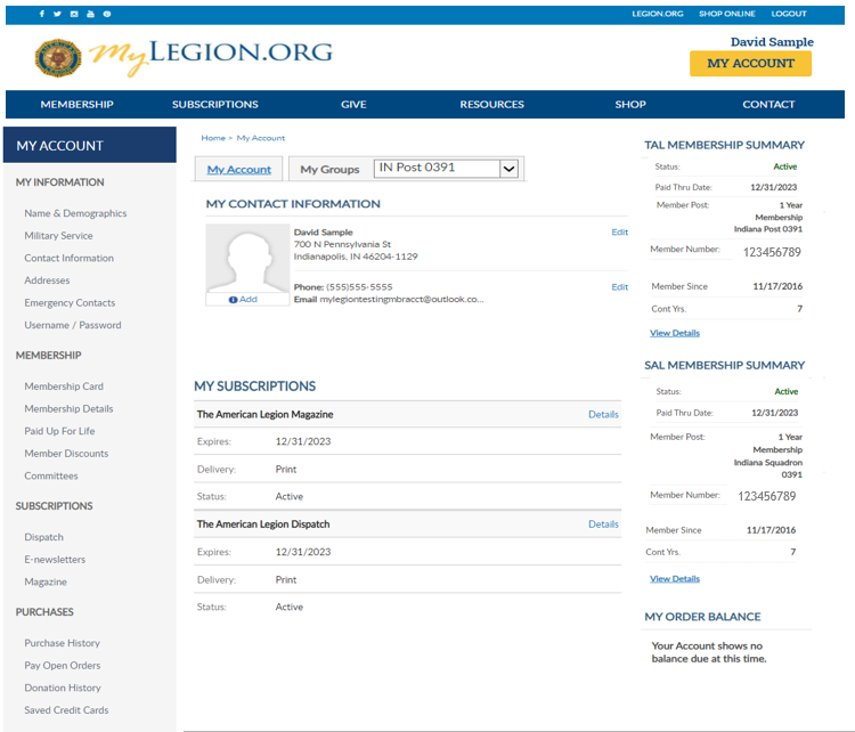 LEGION.ORG SHOP ONLINE LOGOUT
myLEGION.ORG
David Sample
MY ACCOUNT
MEMBERSHIP SUBSCRIPTIONS GIVE RESOURCES SHOP CONTACT
MY ACCOUNT
MY INFORMATION
Name & Demographics
Military Service
Contact Information
Addresses
Emergency Contacts
Username / Password
MEMBERSHIP
Membership Card
Membership Details
Paid Up For Life
Member Discounts
Committees
SUBSCRIPTIONS
Dispatch
E-newsletters
Magazine
PURCHASES
Purchase History
Pay Open Orders
Donation History
Saved Credit Cards
Home > My Account
My Account My Groups IN Post 0391
MY CONTACT INFORMATION
David Sample Edit
700 N Pennsylvania St
Indianapolis, IN 46204-1129
Add
Phone: (555)555-5555 Edit
Email mylegiontestingmbracct@outlook.co...
MY SUBSCRIPTIONS
The American Legion Magazine Details
Expires: 12/31/2023
Delivery: Print
Status: Active
The American Legion Dispatch Details
Expires: 12/31/2023
Delivery: Print
Status: Active
TAL MEMBERSHIP SUMMARY
Status: Active
Paid Thru Date: 12/31/2023
Member Post: 1 Year
Membership
Indiana Post 0391
Member Number: 123456789
Member Since 11/17/2016
Cont Yrs. 7
View Details
SAL MEMBERSHIP SUMMARY
Status: Active
Paid Thru Date: 12/31/2023
Member Post: 1 Year
Membership
Indiana Squadron
0391
Member Number: 123456789
Member Since 11/17/2016
Cont Yrs. 7
View Details
MY ORDER BALANCE
Your Account shows no
balance due at this time.